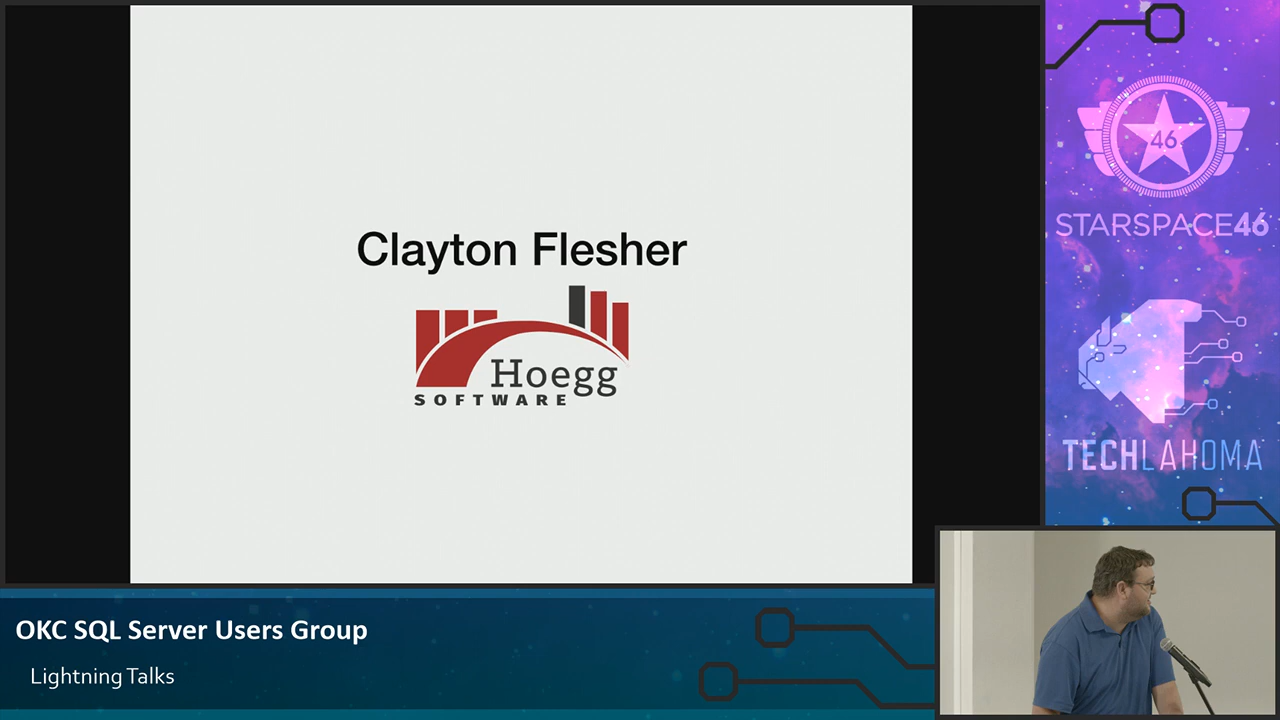 Clayton Flesher
Hoegg
SOFTWARE
46
STARSPACE46
TECHLAHOMA
OKC SQL Server Users Group
Lightning Talks